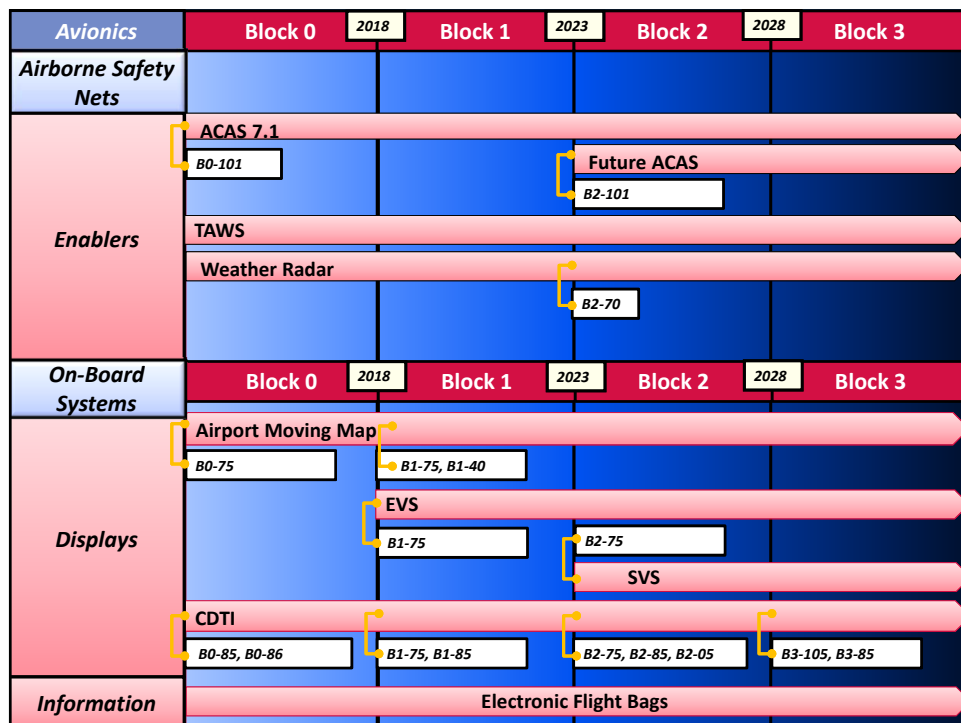 Avionics
Block 0
2018
Block 1
2023
Block 2
2028
Block 3
Airborne Safety
Nets
Enablers
ACAS 7.1
B0-101
Future ACAS
B2-101
TAWS
Weather Radar
B2-70
On-Board
Systems
Block 0
2018
Block 1
2023
Block 2
2028
Block 3
Displays
Airport Moving Map
B0-75
B1-75, B1-40
EVS
B1-75
B2-75
SVS
CDTI
B0-85, B0-86
B1-75, B1-85
B2-75, B2-85, B2-05
B3-105, B3-85
Information
Electronic Flight Bags